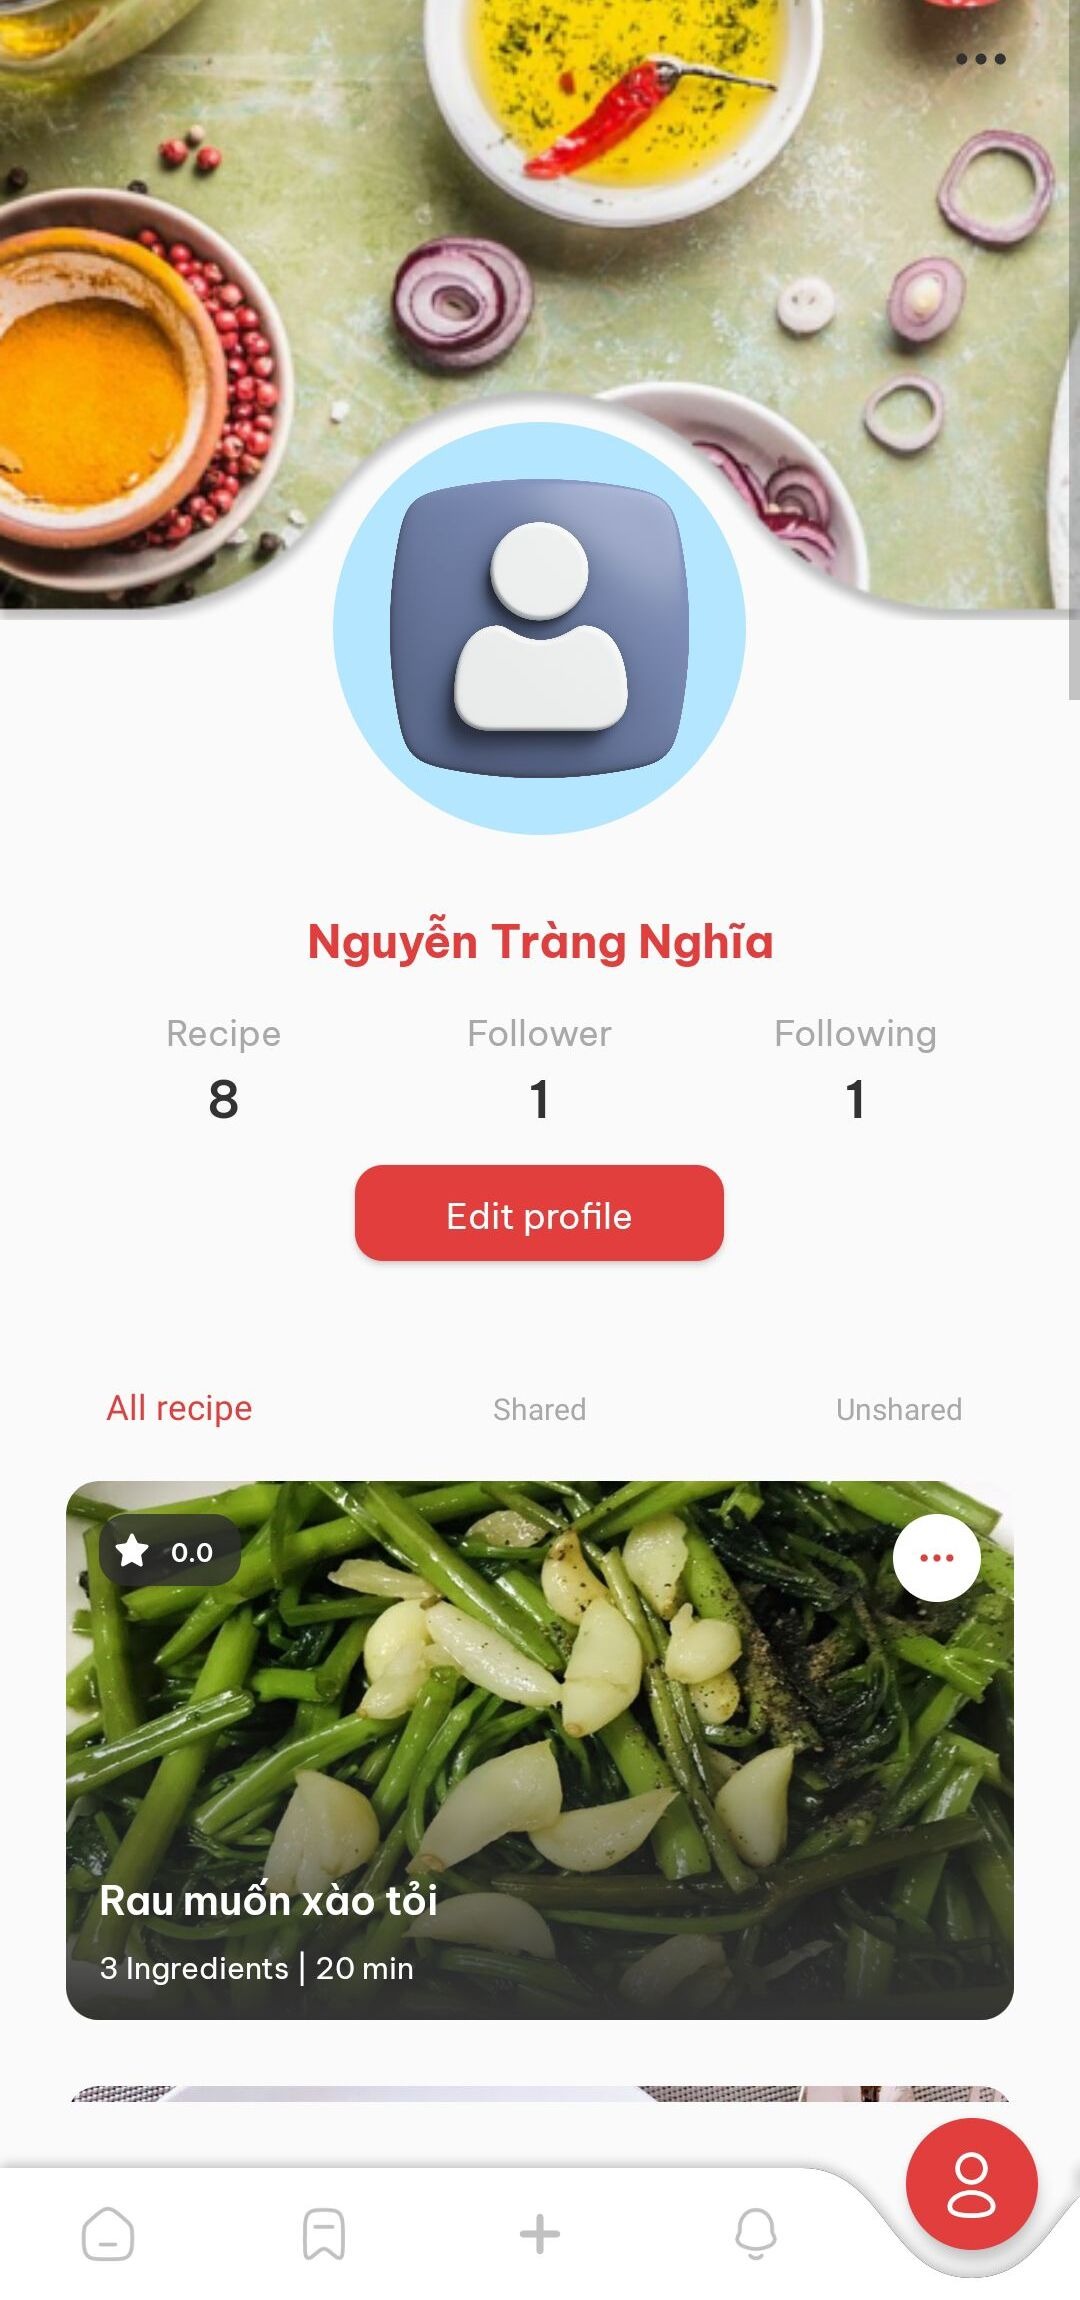 Nguyễn Tràng Nghĩa
Recipe Follower Following
8 1 1
Edit profile
All recipe Shared Unshared
0.0
Rau muốn xào tỏi
3 Ingredients | 20 min